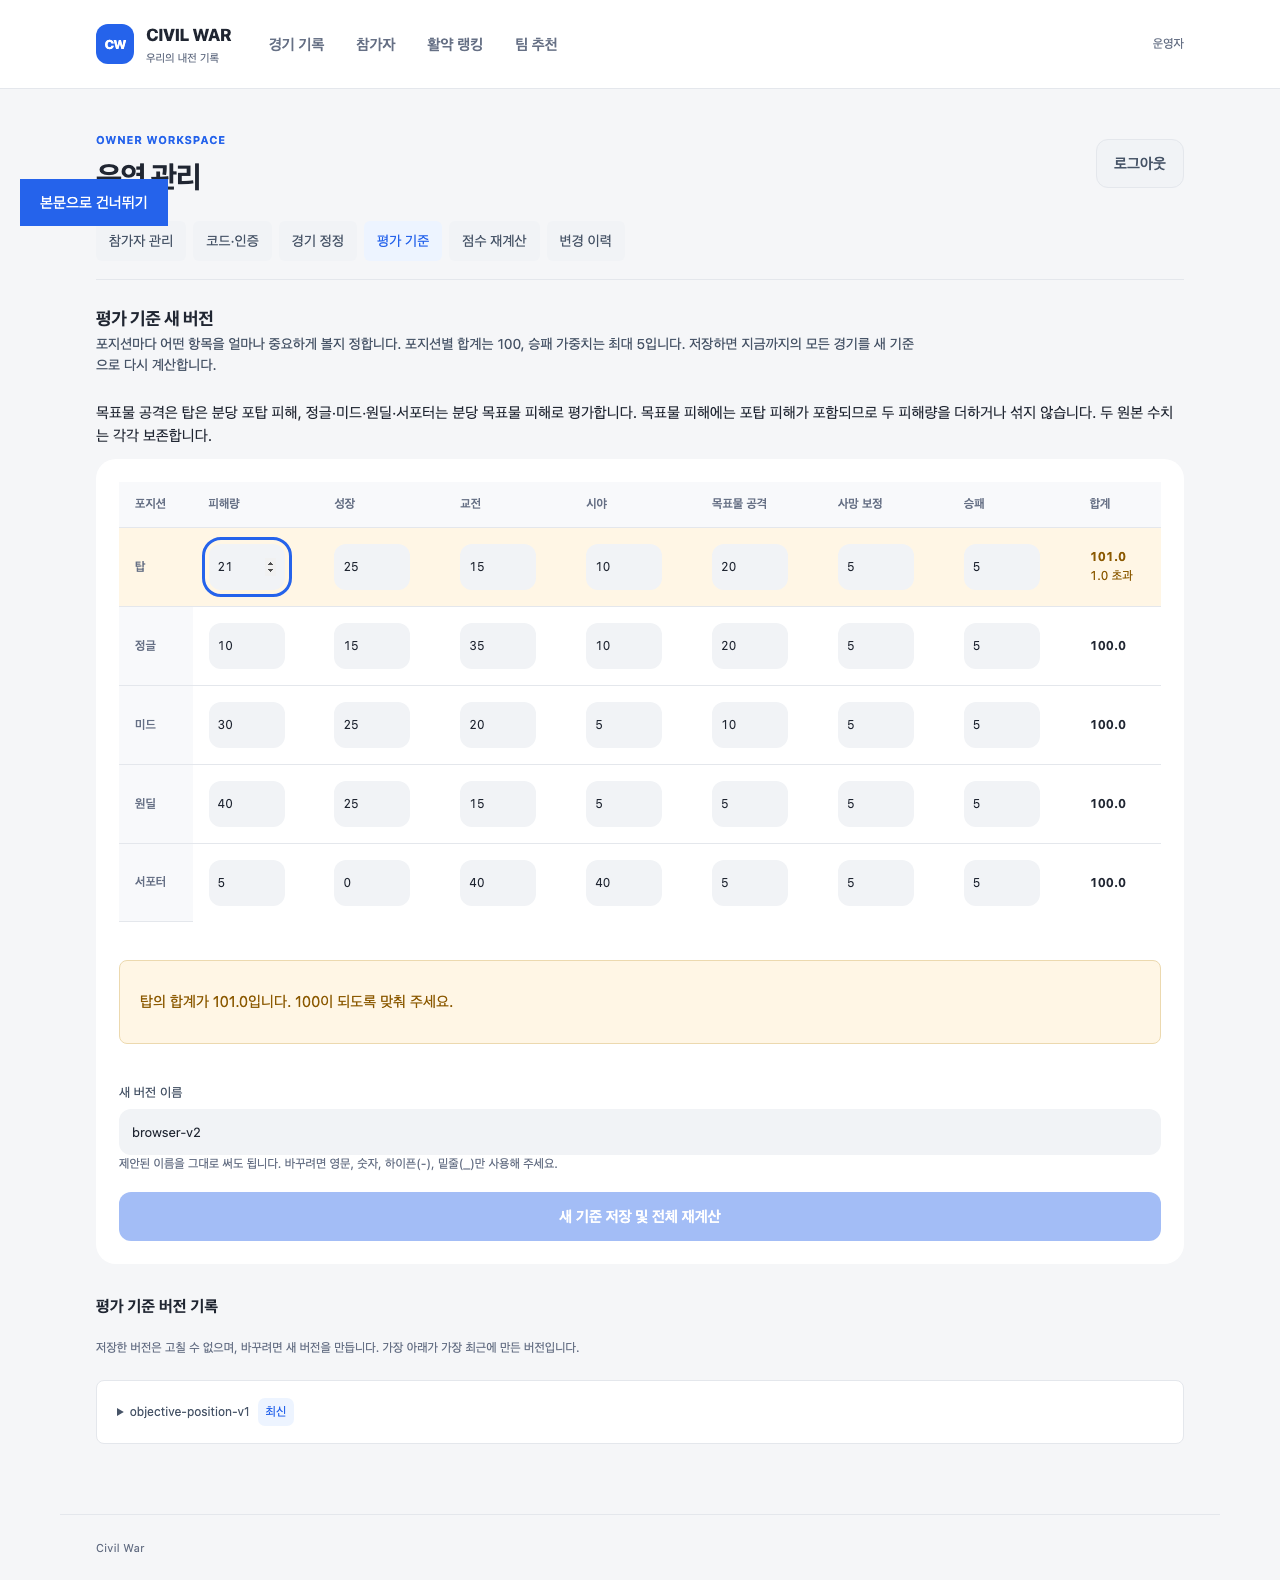 CW
CIVIL WAR
우리의 내전 기록
경기 기록
참가자
활약 랭킹
팀 추천
운영자
OWNER WORKSPACE
운영 관리
로그아웃
본문으로 건너뛰기
참가자 관리
코드·인증
경기 정정
평가 기준
점수 재계산
변경 이력
평가 기준 새 버전
포지션마다 어떤 항목을 얼마나 중요하게 볼지 정합니다. 포지션별 합계는 100, 승패 가중치는 최대 5입니다. 저장하면 지금까지의 모든 경기를 새 기준
으로 다시 계산합니다.
목표물 공격은 탑은 분당 포탑 피해, 정글·미드·원딜·서포터는 분당 목표물 피해로 평가합니다. 목표물 피해에는 포탑 피해가 포함되므로 두 피해량을 더하거나 섞지 않습니다. 두 원본 수치
는 각각 보존합니다.
포지션 피해량 성장 교전 시야 목표물 공격 사망 보정 승패 합계
탑 21 25 15 10 20 5 5 101.0
1.0 초과
정글 10 15 35 10 20 5 5 100.0
미드 30 25 20 5 10 5 5 100.0
원딜 40 25 15 5 5 5 5 100.0
서포터 5 0 40 40 5 5 5 100.0
탑의 합계가 101.0입니다. 100이 되도록 맞춰 주세요.
새 버전 이름
browser-v2
제안된 이름을 그대로 써도 됩니다. 바꾸려면 영문, 숫자, 하이픈(-), 밑줄(_)만 사용해 주세요.
새 기준 저장 및 전체 재계산
평가 기준 버전 기록
저장한 버전은 고칠 수 없으며, 바꾸려면 새 버전을 만듭니다. 가장 아래가 가장 최근에 만든 버전입니다.
objective-position-v1 최신
Civil War